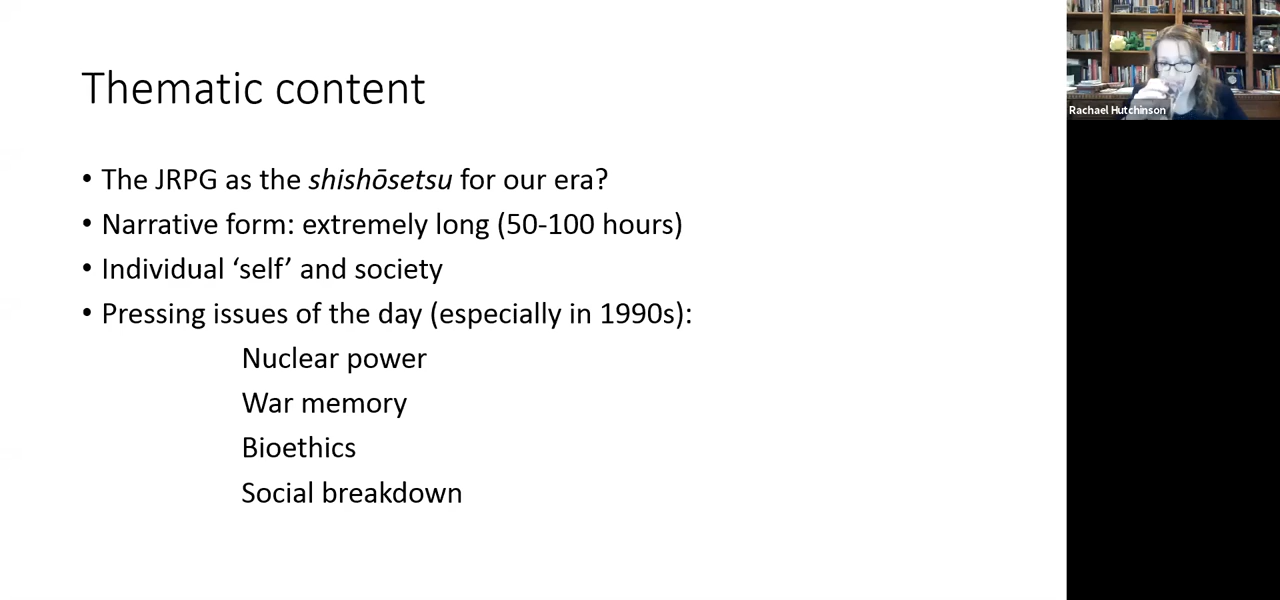 Thematic content
• The JRPG as the shishōsetsu for our era?
• Narrative form: extremely long (50-100 hours)
• Individual ‘self’ and society
• Pressing issues of the day (especially in 1990s):
Nuclear power
War memory
Bioethics
Social breakdown
Rachael Hutchinson